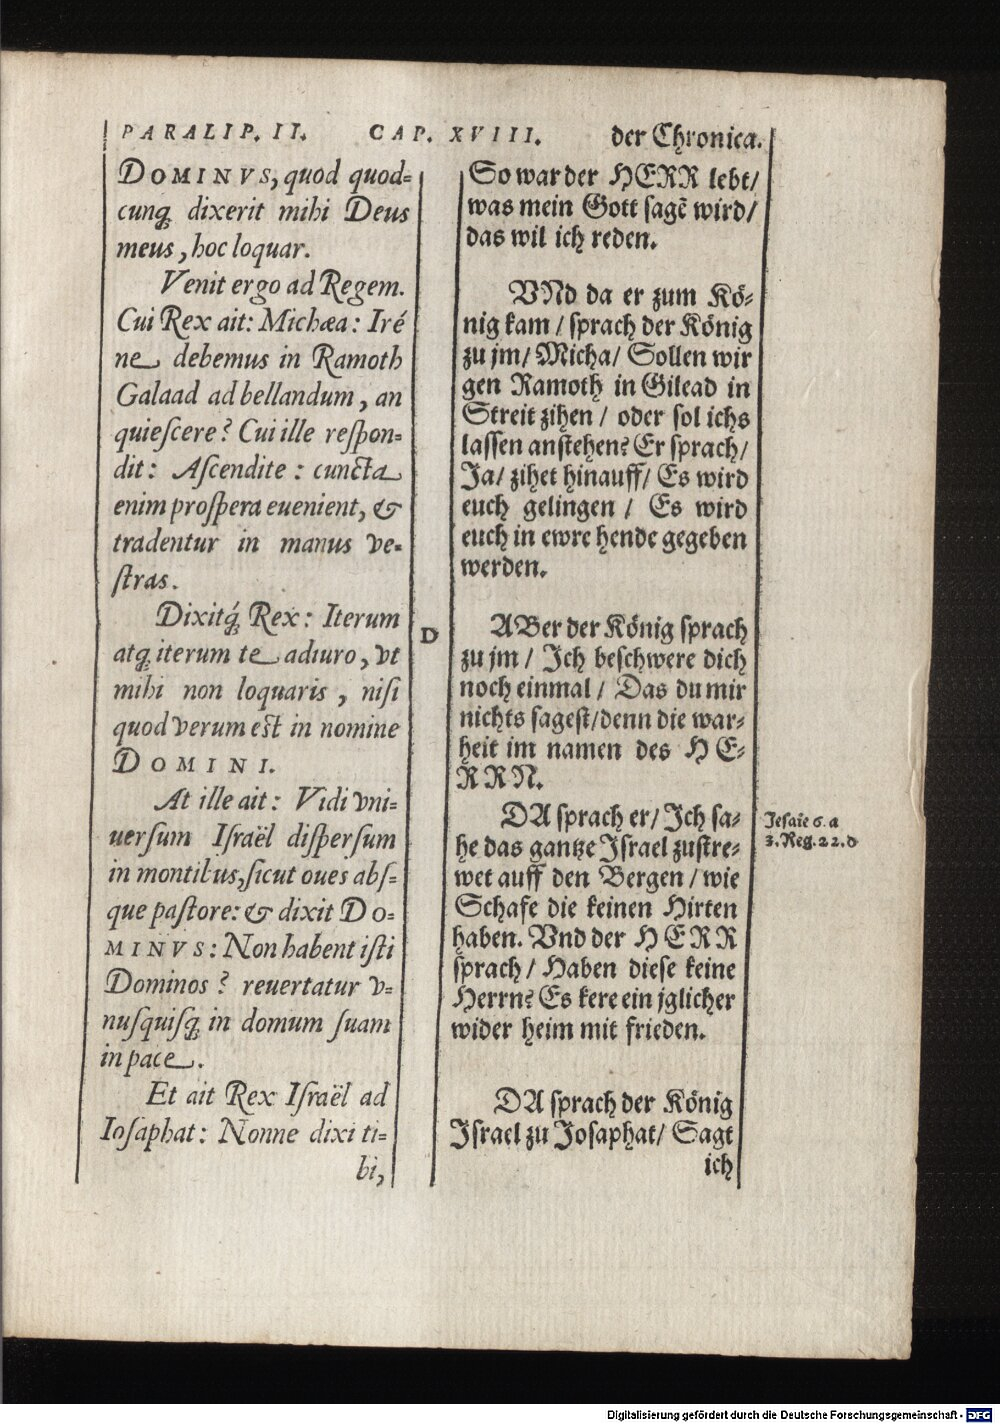 PARALIP. II. CAP. XVIII. der Chronica.
DOMINVS, quod quod=
cunq́ꝫ dixerit mihi Deus
meus, hoc loquar.
Venit ergo ad Regem.
Cui Rex ait: Michæa: Iré
ne debemus in Ramoth
Galaad ad bellandum, an
quiescere? Cui ille respon=
dit: Ascendite: cuncta
enim prospera euenient, &
tradentur in manus ve=
stras.
Dixitq́ꝫ Rex: Iterum
atqꝫ iterum te adiuro, vt
mihi non loquaris, nisi
quod verum est in nomine
DOMINI.
At ille ait: Vidi vni=
uersum Israël dispersum
in montibus, sicut oues abs=
que pastore: & dixit DO=
MINVS: Non habent isti
Dominos? reuertatur v=
nusquisqꝫ in domum suam
in pace.
Et ait Rex Israël ad
Iosaphat: Nonne dixi ti=
bi,
D
So war der HERR lebt/
was mein Gott sagẽ wird/
das wil ich reden.
VNd da er zum Kö=
nig kam / sprach der König
zu jm / Micha / Sollen wir
gen Ramoth in Gilead in
Streit zihen / oder sol ichs
lassen anstehen? Er sprach/
Ja / zihet hinauff / Es wird
euch gelingen / Es wird
euch in ewre hende gegeben
werden.
ABer der König sprach
zu jm / Ich beschwere dich
noch einmal / Das du mir
nichts sagest/denn die war=
heit im namen des HE=
RRN.
DA sprach er / Ich sa=
he das gantze Israel zustre=
wet auff den Bergen / wie
Schafe die keinen Hirten
haben. Vnd der HERR
sprach / Haben diese keine
Herrn? Es kere ein jglicher
wider heim mit frieden.
DA sprach der König
Israel zu Josaphat / Sagt
ich
Jesaie 6. a
3. Reg. 22. d
Digitalisierung gefördert durch die Deutsche Forschungsgemeinschaft - DFG